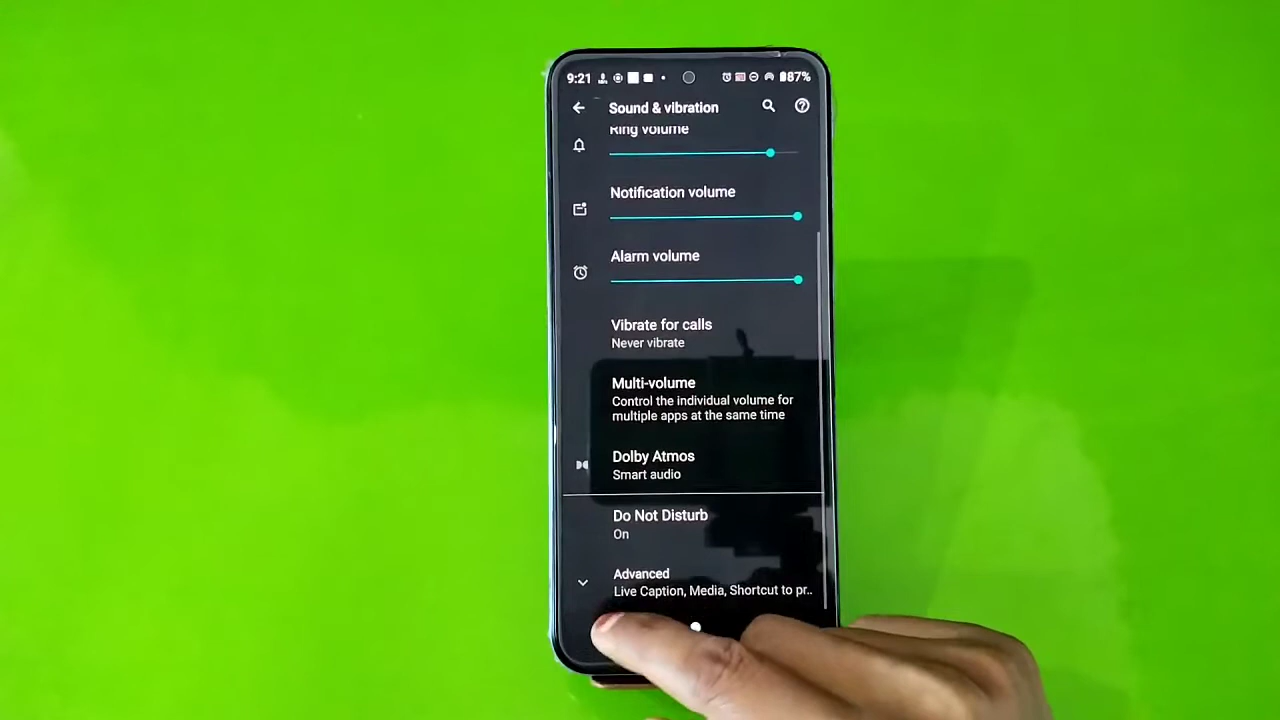 9:21
87%
Sound & vibration
Ring volume
Notification volume
Alarm volume
Vibrate for calls
Never vibrate
Multi-volume
Control the individual volume for
multiple apps at the same time
Dolby Atmos
Smart audio
Do Not Disturb
On
Advanced
Live Caption, Media, Shortcut to pr..